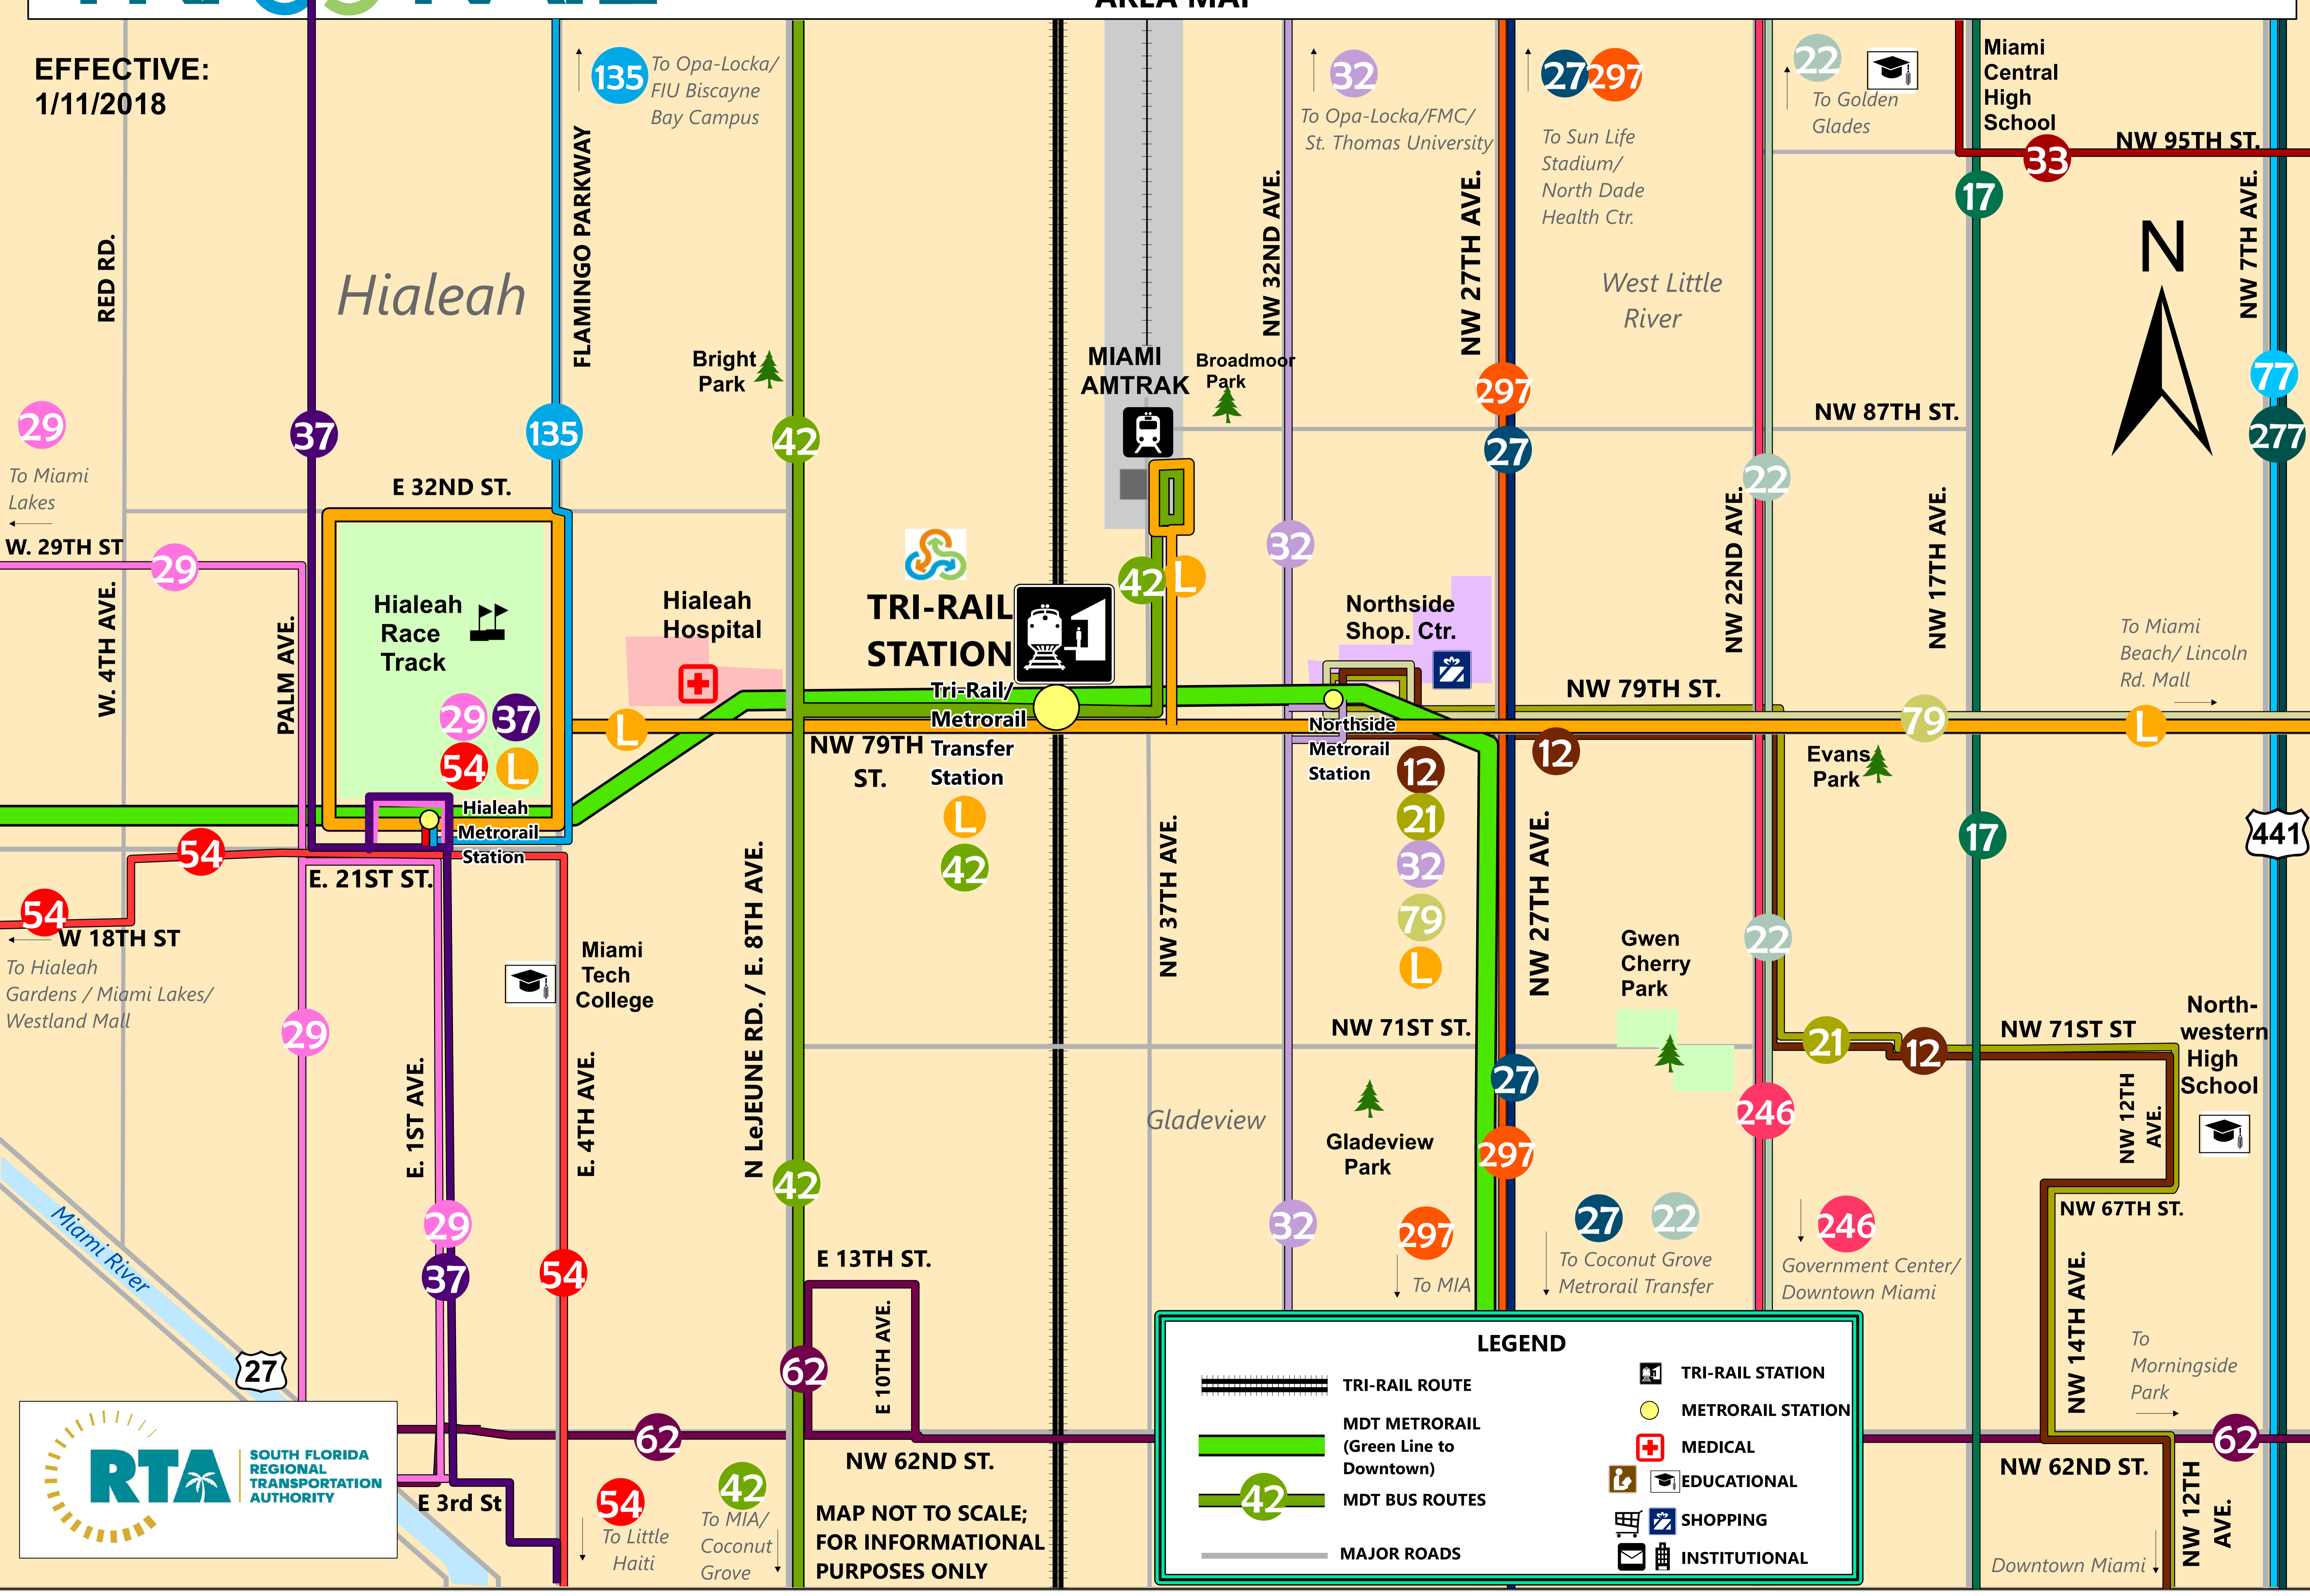 AREA MAP
EFFECTIVE:
1/11/2018
135
To Opa-Locka/
FIU Biscayne
Bay Campus
32
To Opa-Locka/FMC/
St. Thomas University
27
297
To Sun Life
Stadium/
North Dade
Health Ctr.
22
To Golden
Glades
Miami
Central
High
School
NW 95TH ST.
33
17
RED RD.
Hialeah
FLAMINGO PARKWAY
NW 32ND AVE.
NW 27TH AVE.
West Little
River
N
NW 7TH AVE.
Bright
Park
MIAMI
AMTRAK
Broadmoor
Park
297
27
NW 87TH ST.
77
277
29
To Miami
Lakes
37
135
42
E 32ND ST.
22
NW 22ND AVE.
NW 17TH AVE.
W. 29TH ST
29
W. 4TH AVE.
PALM AVE.
Hialeah
Race
Track
29
37
54
L
Hialeah
Hospital
TRI-RAIL
STATION
42
L
32
Northside
Shop. Ctr.
To Miami
Beach/ Lincoln
Rd. Mall
L
Tri-Rail/
Metrorail
Transfer
Station
L
42
NW 79TH
ST.
NW 79TH ST.
79
L
Northside
Metrorail
Station
12
21
32
79
L
12
Evans
Park
Hialeah
Metrorail
Station
54
E. 21ST ST.
54
W 18TH ST
To Hialeah
Gardens / Miami Lakes/
Westland Mall
29
Miami
Tech
College
N LeJEUNE RD. / E. 8TH AVE.
NW 37TH AVE.
NW 27TH AVE.
17
441
22
Gwen
Cherry
Park
NW 71ST ST.
21
12
NW 71ST ST
North-
western
High
School
E. 1ST AVE.
E. 4TH AVE.
27
297
246
Gladeview
Gladeview
Park
NW 12TH
AVE.
42
29
37
54
32
297
To MIA
27
22
To Coconut Grove
Metrorail Transfer
246
Government Center/
Downtown Miami
NW 67TH ST.
Miami River
E 13TH ST.
E 10TH AVE.
62
NW 14TH AVE.
To
Morningside
Park
27
RTA
SOUTH FLORIDA
REGIONAL
TRANSPORTATION
AUTHORITY
62
NW 62ND ST.
62
NW 62ND ST.
NW 12TH
AVE.
Downtown Miami
E 3rd St
54
To Little
Haiti
42
To MIA/
Coconut
Grove
MAP NOT TO SCALE;
FOR INFORMATIONAL
PURPOSES ONLY
LEGEND
TRI-RAIL ROUTE
MDT METRORAIL
(Green Line to
Downtown)
42
MDT BUS ROUTES
MAJOR ROADS
TRI-RAIL STATION
METRORAIL STATION
MEDICAL
EDUCATIONAL
SHOPPING
INSTITUTIONAL